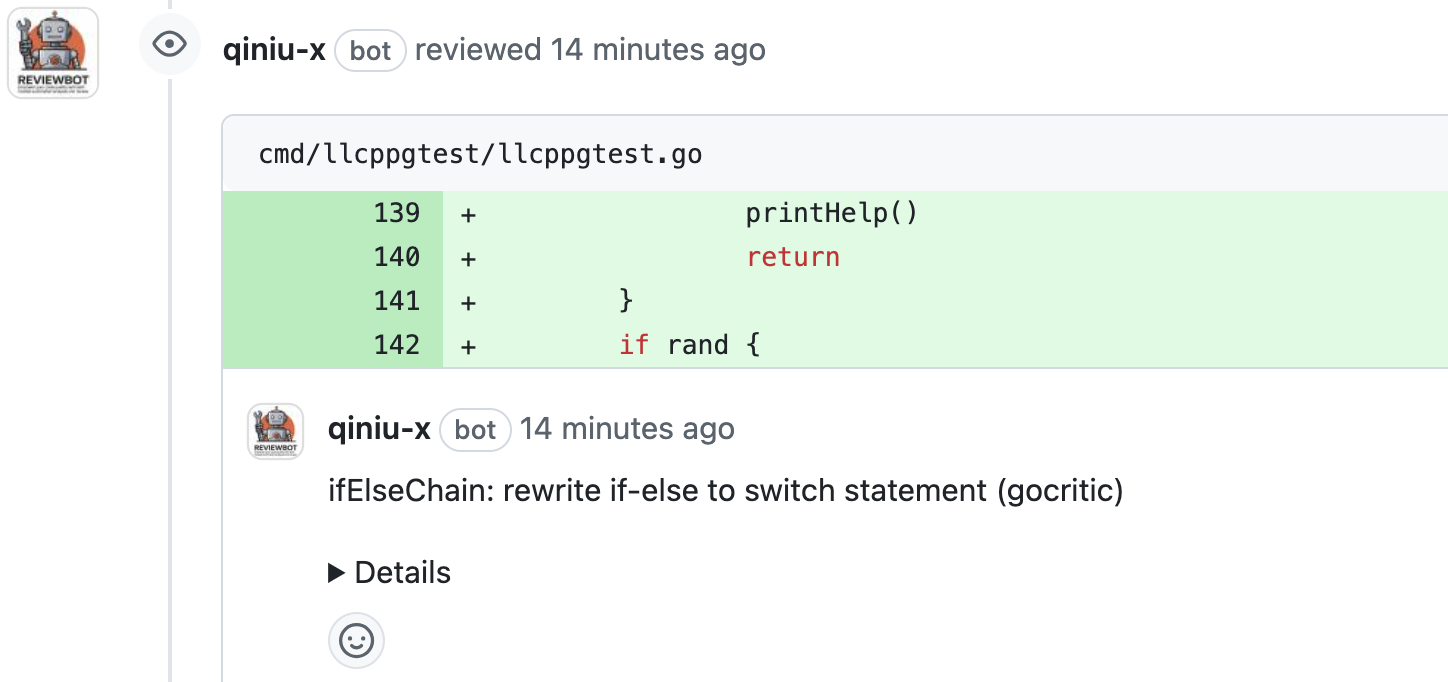 REVIEWBOT
qiniu-x bot reviewed 14 minutes ago
cmd/llcppgtest/llcppgtest.go
139 + printHelp()
140 + return
141 + }
142 + if rand {
REVIEWBOT
qiniu-x bot 14 minutes ago
ifElseChain: rewrite if-else to switch statement (gocritic)
Details